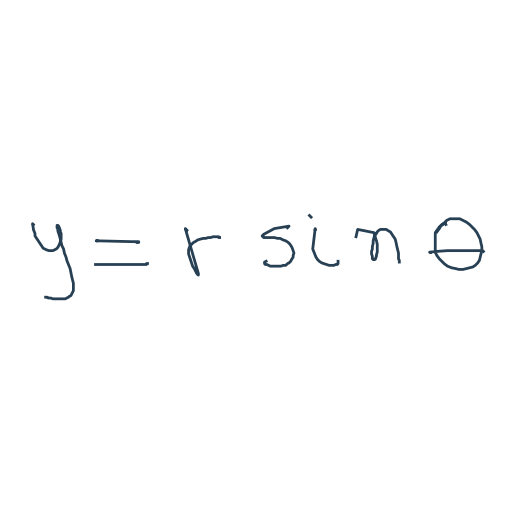 y = r sin θ